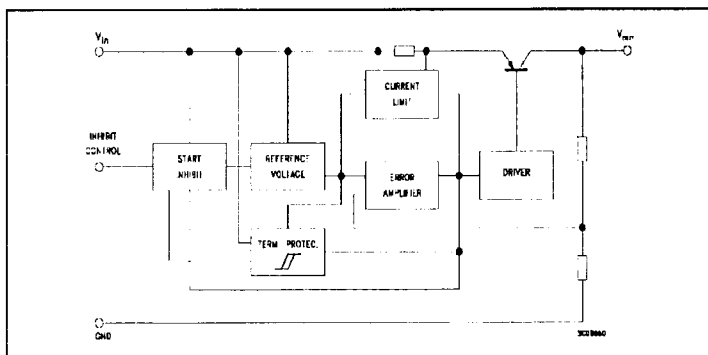 Vin
Vout
CURRENT
LIMIT
INHIBIT
CONTROL
START
INHIBIT
REFERENCE
VOLTAGE
ERROR
AMPLIFIER
DRIVER
TERM. PROTEC.
GND